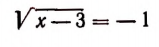 √x − 3 = − 1